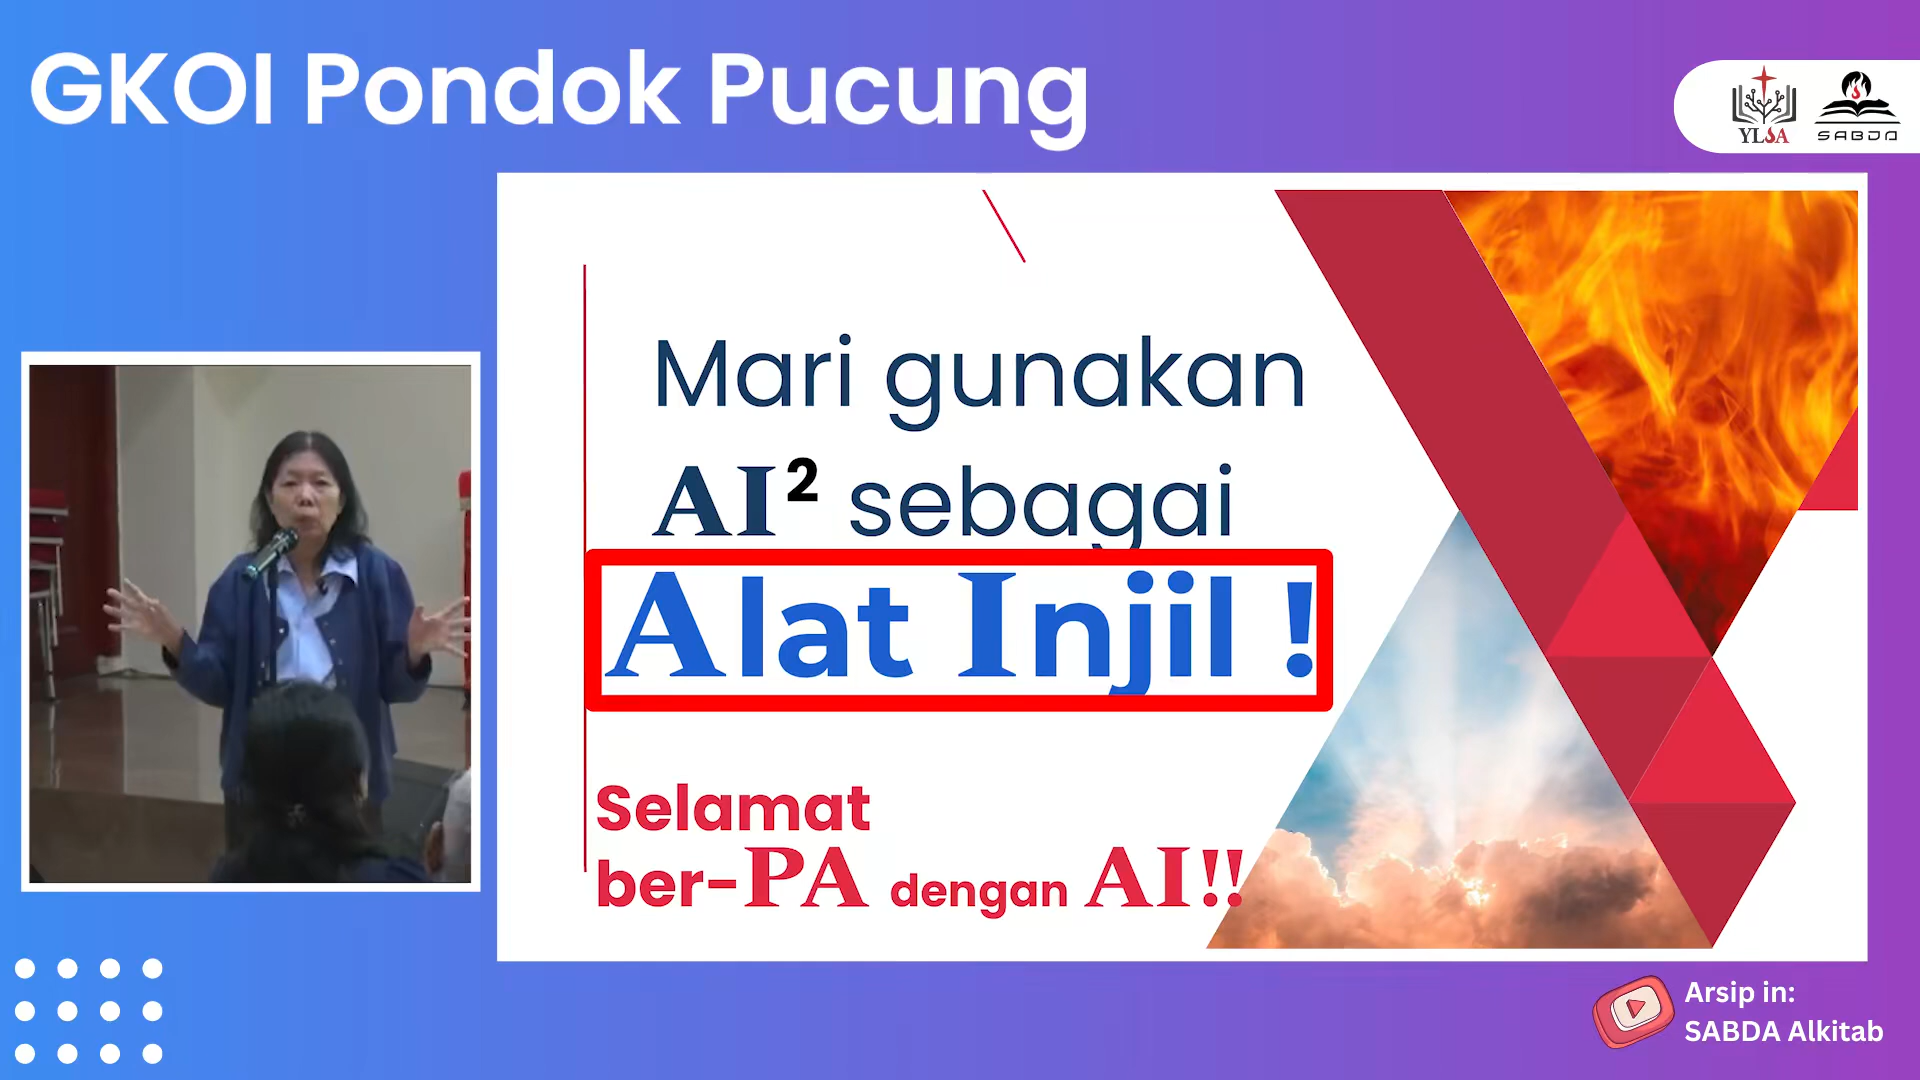 GKOI Pondok Pucung
YLSA
SABDA
Mari gunakan
AI² sebagai
Alat Injil !
Selamat
ber-PA dengan AI!!
Arsip in:
SABDA Alkitab